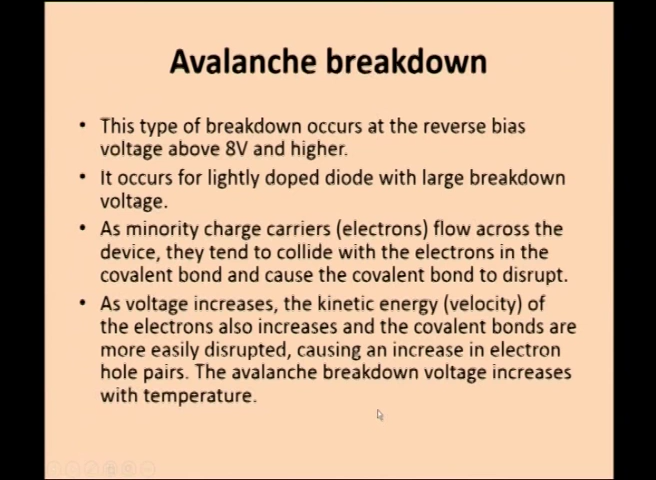 Avalanche breakdown
• This type of breakdown occurs at the reverse bias
voltage above 8V and higher.
• It occurs for lightly doped diode with large breakdown
voltage.
• As minority charge carriers (electrons) flow across the
device, they tend to collide with the electrons in the
covalent bond and cause the covalent bond to disrupt.
• As voltage increases, the kinetic energy (velocity) of
the electrons also increases and the covalent bonds are
more easily disrupted, causing an increase in electron
hole pairs. The avalanche breakdown voltage increases
with temperature.